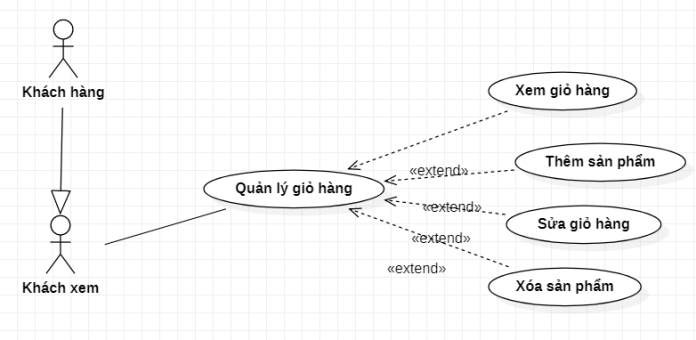 Khách hàng
Xem giỏ hàng
Thêm sản phẩm
«extend»
Quản lý giỏ hàng
«extend»
Sửa giỏ hàng
«extend»
«extend»
Khách xem
Xóa sản phẩm